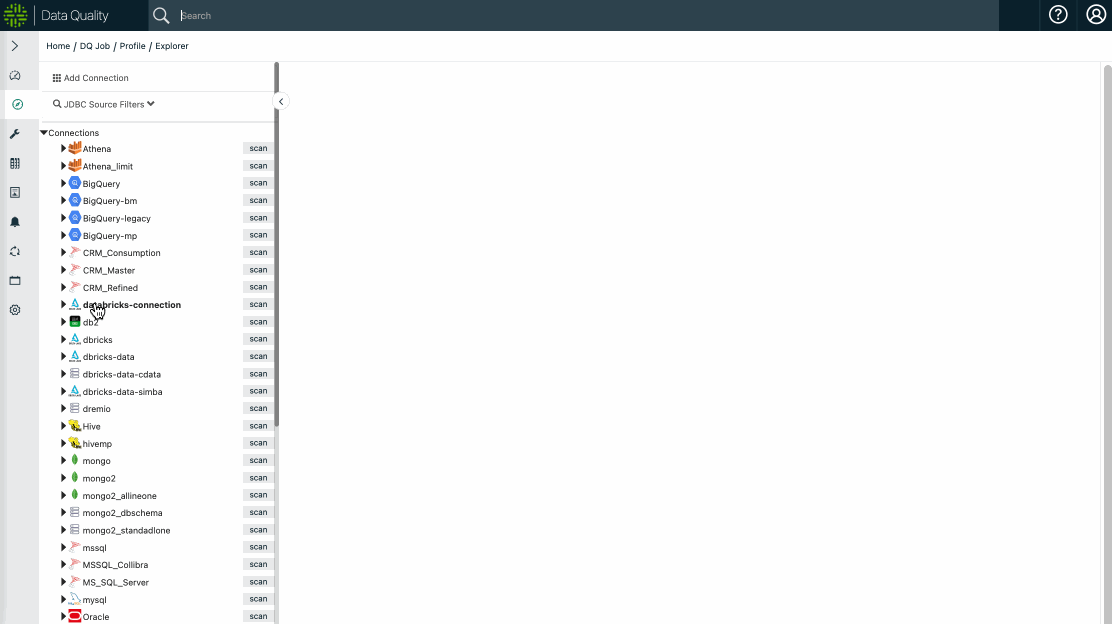 Data Quality
Search
Home / DQ Job / Profile / Explorer
Add Connection
JDBC Source Filters
Connections
Athena scan
Athena_limit scan
BigQuery scan
BigQuery-bm scan
BigQuery-legacy scan
BigQuery-mp scan
CRM_Consumption scan
CRM_Master scan
CRM_Refined scan
databricks-connection scan
db2 scan
dbricks scan
dbricks-data scan
dbricks-data-cdata scan
dbricks-data-simba scan
dremio scan
Hive scan
hivemp scan
mongo scan
mongo2 scan
mongo2_allineone scan
mongo2_dbschema scan
mongo2_standadlone scan
mssql scan
MSSQL_Collibra scan
MS_SQL_Server scan
mysql scan
Oracle scan